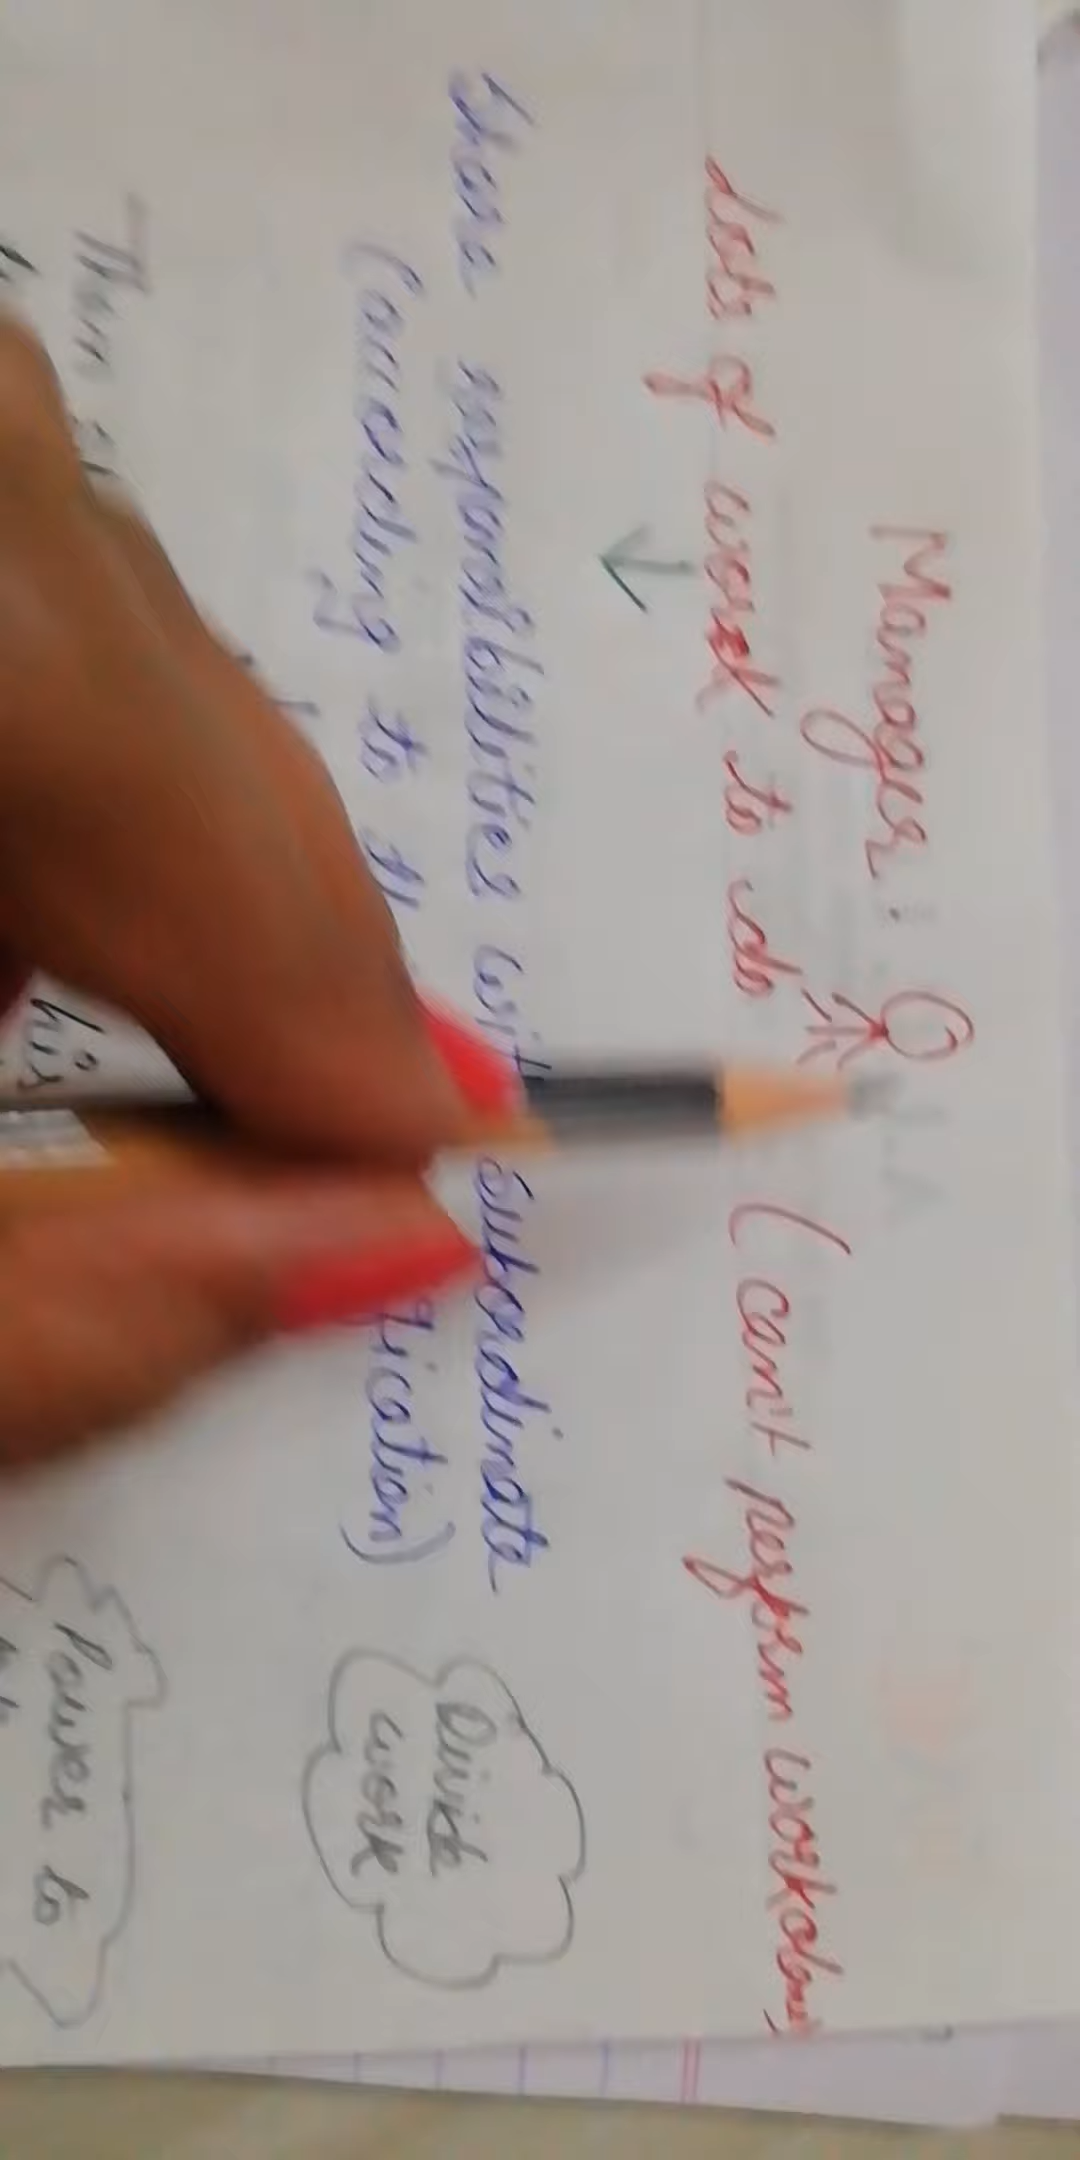 Manager :
Lots of work to do (can't perform workalone)
Share responsibilities with subordinate
(according to ication)
Divide
work
Then
his
Power to